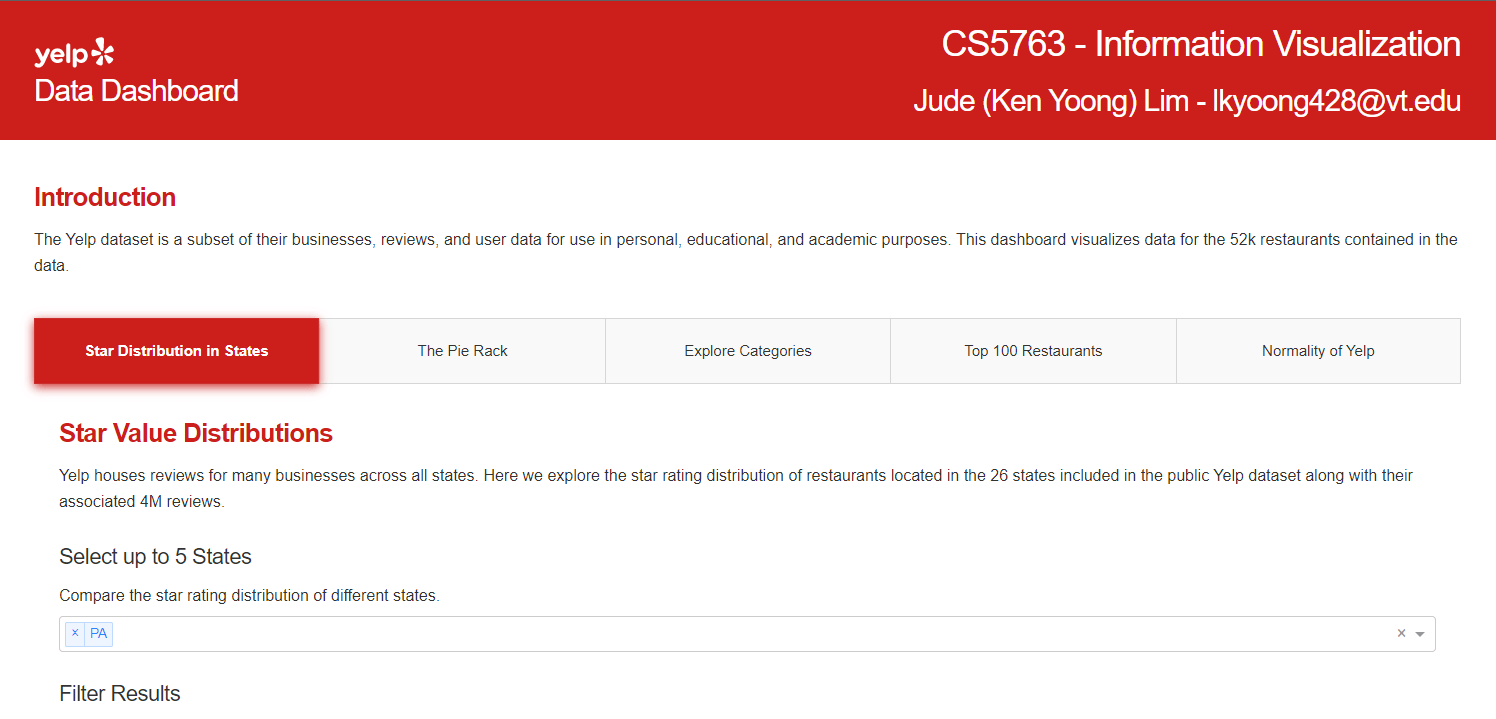 yelp
Data Dashboard
CS5763 - Information Visualization
Jude (Ken Yoong) Lim - lkyoong428@vt.edu
Introduction
The Yelp dataset is a subset of their businesses, reviews, and user data for use in personal, educational, and academic purposes. This dashboard visualizes data for the 52k restaurants contained in the
data.
Star Distribution in States
The Pie Rack
Explore Categories
Top 100 Restaurants
Normality of Yelp
Star Value Distributions
Yelp houses reviews for many businesses across all states. Here we explore the star rating distribution of restaurants located in the 26 states included in the public Yelp dataset along with their
associated 4M reviews.
Select up to 5 States
Compare the star rating distribution of different states.
× PA ×
Filter Results